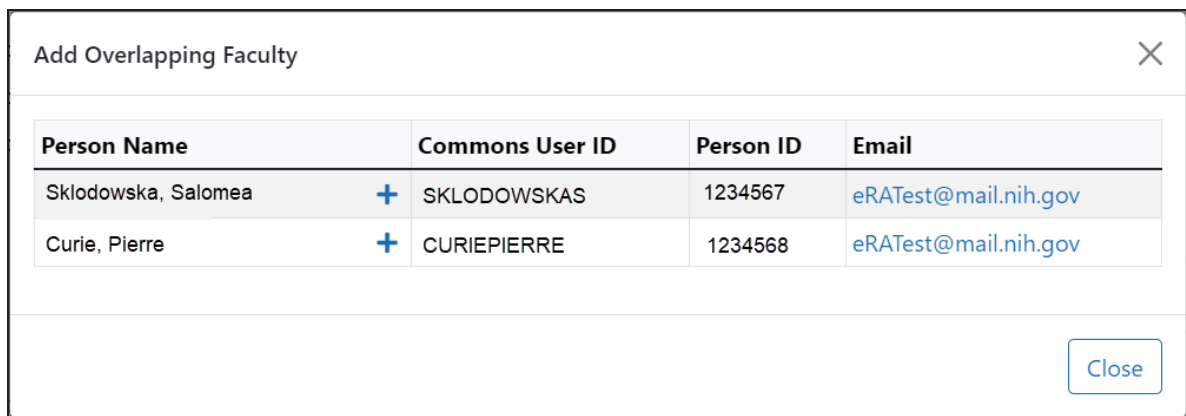 Add Overlapping Faculty
Person Name Commons User ID Person ID Email
Sklodowska, Salomea + SKLODOWSKAS 1234567 eRATest@mail.nih.gov
Curie, Pierre + CURIEPIERRE 1234568 eRATest@mail.nih.gov
Close